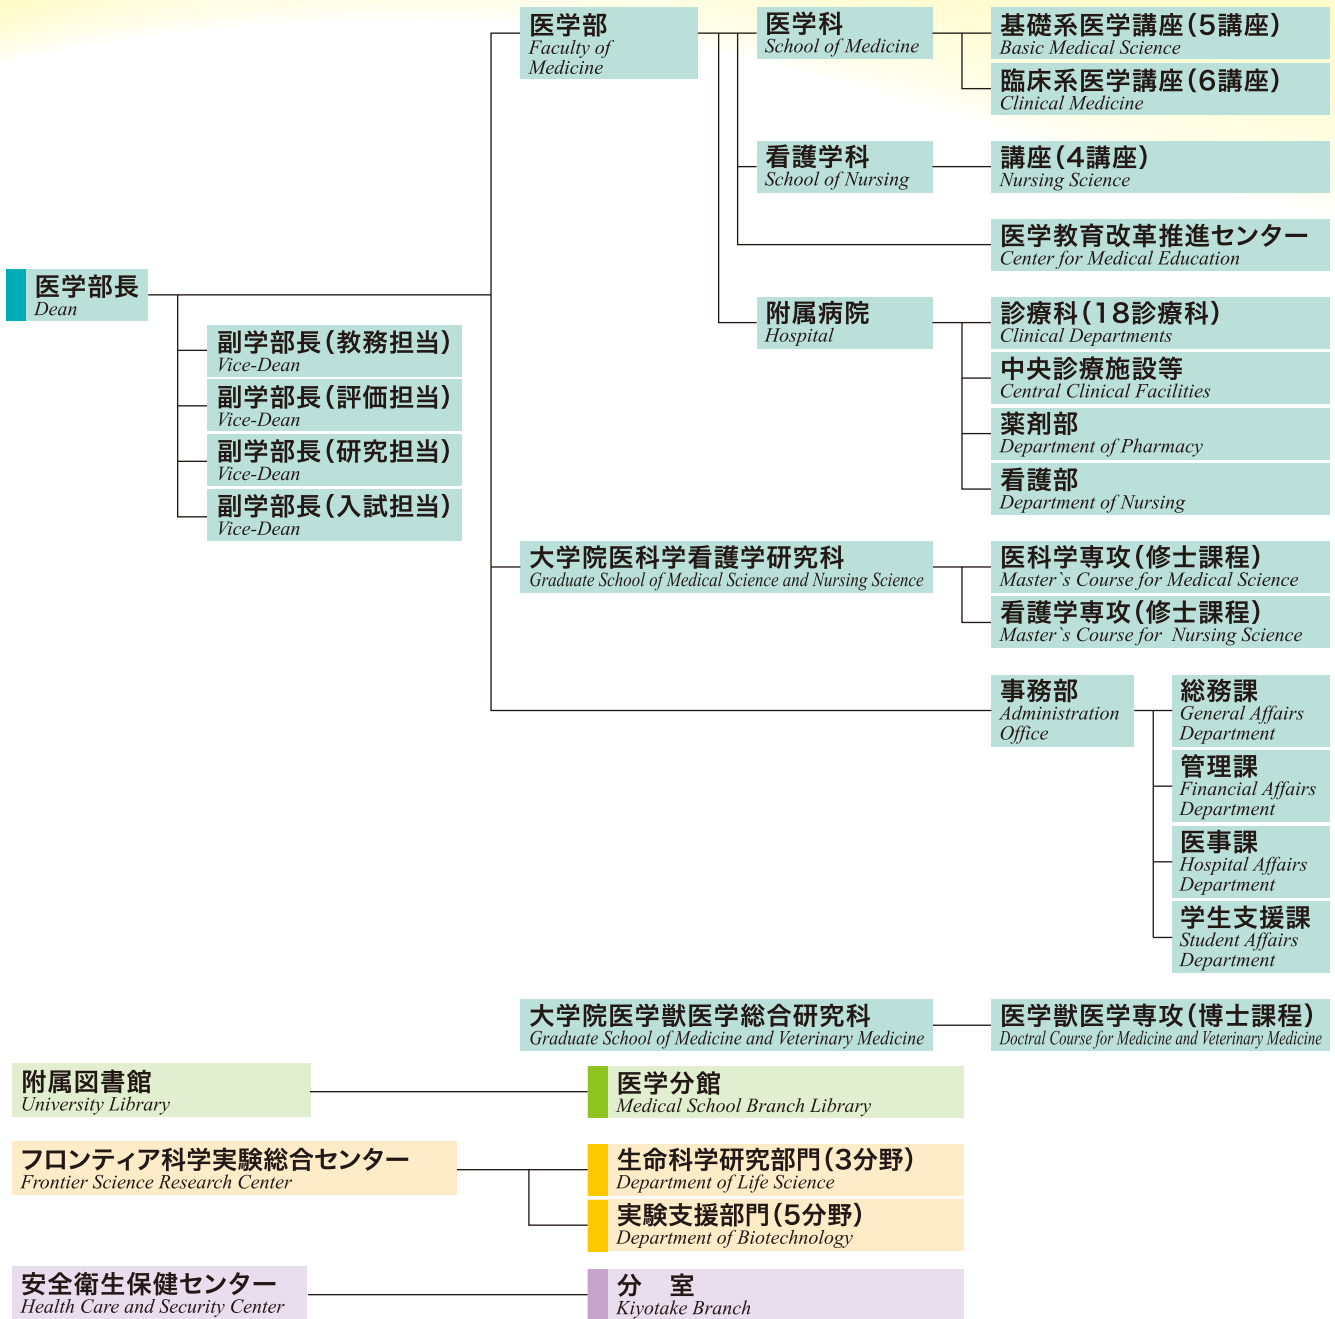 医学部
Faculty of
Medicine
医学科
School of Medicine
基礎系医学講座(5講座)
Basic Medical Science
臨床系医学講座(6講座)
Clinical Medicine
看護学科
School of Nursing
講座(4講座)
Nursing Science
医学教育改革推進センター
Center for Medical Education
医学部長
Dean
副学部長(教務担当)
Vice-Dean
副学部長(評価担当)
Vice-Dean
副学部長(研究担当)
Vice-Dean
副学部長(入試担当)
Vice-Dean
附属病院
Hospital
診療科(18診療科)
Clinical Departments
中央診療施設等
Central Clinical Facilities
薬剤部
Department of Pharmacy
看護部
Department of Nursing
大学院医科学看護学研究科
Graduate School of Medical Science and Nursing Science
医科学専攻(修士課程)
Master`s Course for Medical Science
看護学専攻(修士課程)
Master`s Course for Nursing Science
事務部
Administration
Office
総務課
General Affairs
Department
管理課
Financial Affairs
Department
医事課
Hospital Affairs
Department
学生支援課
Student Affairs
Department
大学院医学獣医学総合研究科
Graduate School of Medicine and Veterinary Medicine
医学獣医学専攻(博士課程)
Doctral Course for Medicine and Veterinary Medicine
附属図書館
University Library
医学分館
Medical School Branch Library
フロンティア科学実験総合センター
Frontier Science Research Center
生命科学研究部門(3分野)
Department of Life Science
実験支援部門(5分野)
Department of Biotechnology
安全衛生保健センター
Health Care and Security Center
分　室
Kiyotake Branch